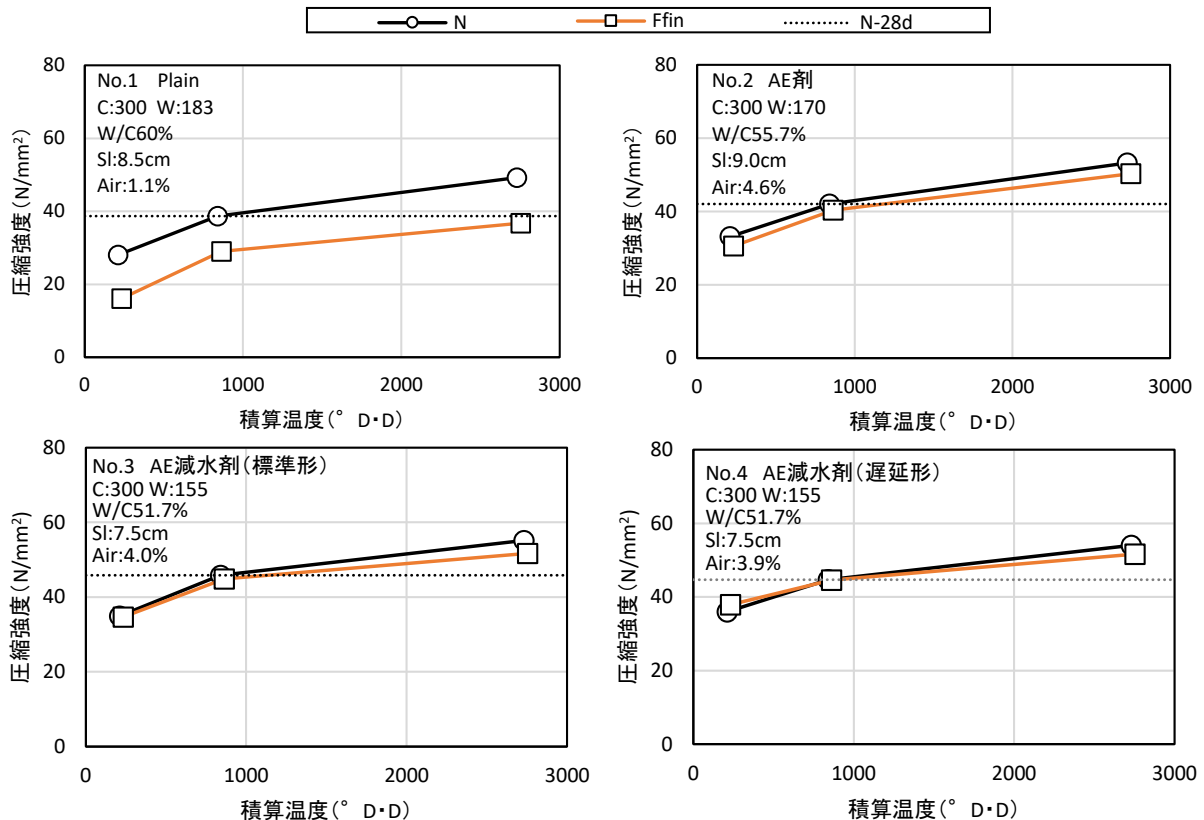 N Ffin N-28d
圧縮強度(N/mm²)
80
60
40
20
0
No.1 Plain
C:300 W:183
W/C60%
Sl:8.5cm
Air:1.1%
0 1000 2000 3000
積算温度(°D・D)
圧縮強度(N/mm²)
80
60
40
20
0
No.2 AE剤
C:300 W:170
W/C55.7%
Sl:9.0cm
Air:4.6%
0 1000 2000 3000
積算温度(°D・D)
圧縮強度(N/mm²)
80
60
40
20
0
No.3 AE減水剤(標準形)
C:300 W:155
W/C51.7%
Sl:7.5cm
Air:4.0%
0 1000 2000 3000
積算温度(°D・D)
圧縮強度(N/mm²)
80
60
40
20
0
No.4 AE減水剤(遅延形)
C:300 W:155
W/C51.7%
Sl:7.5cm
Air:3.9%
0 1000 2000 3000
積算温度(°D・D)